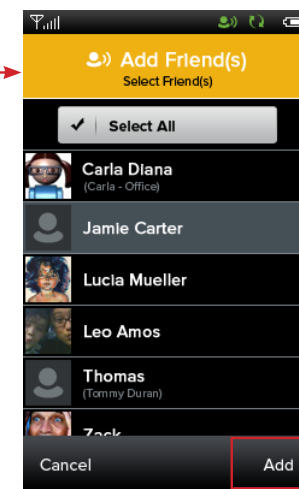 Add Friend(s)
Select Friend(s)
Select All
Carla Diana
(Carla - Office)
Jamie Carter
Lucia Mueller
Leo Amos
Thomas
(Tommy Duran)
Zack
Cancel
Add